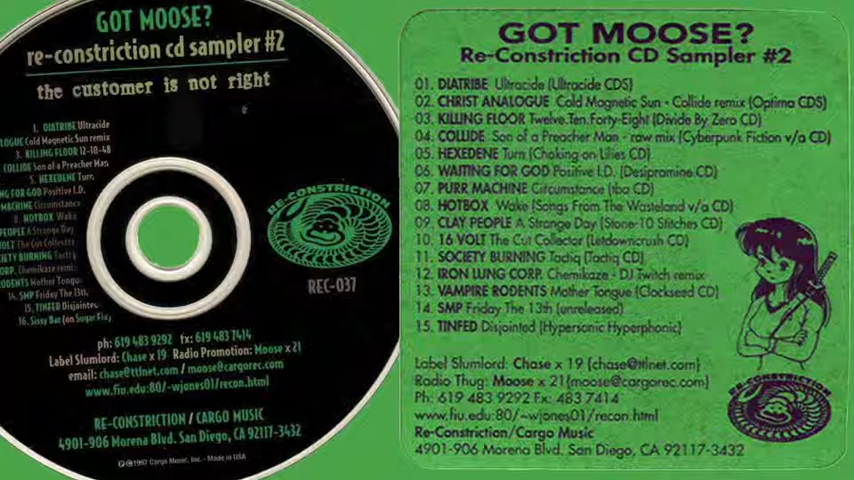 GOT MOOSE?
re-constriction cd sampler #2
the customer is not right
1. DIATRIBE Ultracide
LOGUE Cold Magnetic Sun remix
3. KILLING FLOOR 12-10-48
COLLIDE Son of a Preacher Man
5. HEXEDENE Turn
NG FOR GOD Positive I.D.
MACHINE Circumstance
8. HOTBOX Wake
PEOPLE A Strange Day
VOLT The Cut Collector
IETY BURNING Tactiq
CORP. Chemikaze remix
RODENTS Mother Tongue
14. SMP Friday The 13th
15. TINFED Disjointed
16. Sissy Bar (on Sugar Fix)
RE-CONSTRICTION
REC-037
ph: 619 483 9292 fx: 619 483 7414
Label Slumlord: Chase x 19 Radio Promotion: Moose x 21
email: chase@ttlnet.com / moose@cargorec.com
www.fiu.edu:80/~wjones01/recon.html
RE-CONSTRICTION / CARGO MUSIC
4901-906 Morena Blvd. San Diego, CA 92117-3432
℗©1997 Cargo Music, Inc. - Made in USA
GOT MOOSE?
Re-Constriction CD Sampler #2
01. DIATRIBE Ultracide (Ultracide CDS)
02. CHRIST ANALOGUE Cold Magnetic Sun - Collide remix (Optima CDS)
03. KILLING FLOOR Twelve.Ten.Forty-Eight (Divide By Zero CD)
04. COLLIDE Son of a Preacher Man - raw mix (Cyberpunk Fiction v/a CD)
05. HEXEDENE Turn (Choking on Lilies CD)
06. WAITING FOR GOD Positive I.D. (Desipromine CD)
07. PURR MACHINE Circumstance (tba CD)
08. HOTBOX Wake (Songs From The Wasteland v/a CD)
09. CLAY PEOPLE A Strange Day (Stone-10 Stitches CD)
10. 16 VOLT The Cut Collector (Letdowncrush CD)
11. SOCIETY BURNING Tactiq (Tactiq CD)
12. IRON LUNG CORP. Chemikaze - DJ Twitch remix
13. VAMPIRE RODENTS Mother Tongue (Clockseed CD)
14. SMP Friday The 13th (unreleased)
15. TINFED Disjointed (Hypersonic Hyperphonic)
Label Slumlord: Chase x 19 (chase@ttlnet.com)
Radio Thug: Moose x 21(moose@cargorec.com)
Ph: 619 483 9292 Fx: 483 7414
www.fiu.edu:80/~wjones01/recon.html
Re-Constriction/Cargo Music
4901-906 Morena Blvd. San Diego, CA 92117-3432
RE-CONSTRICTION